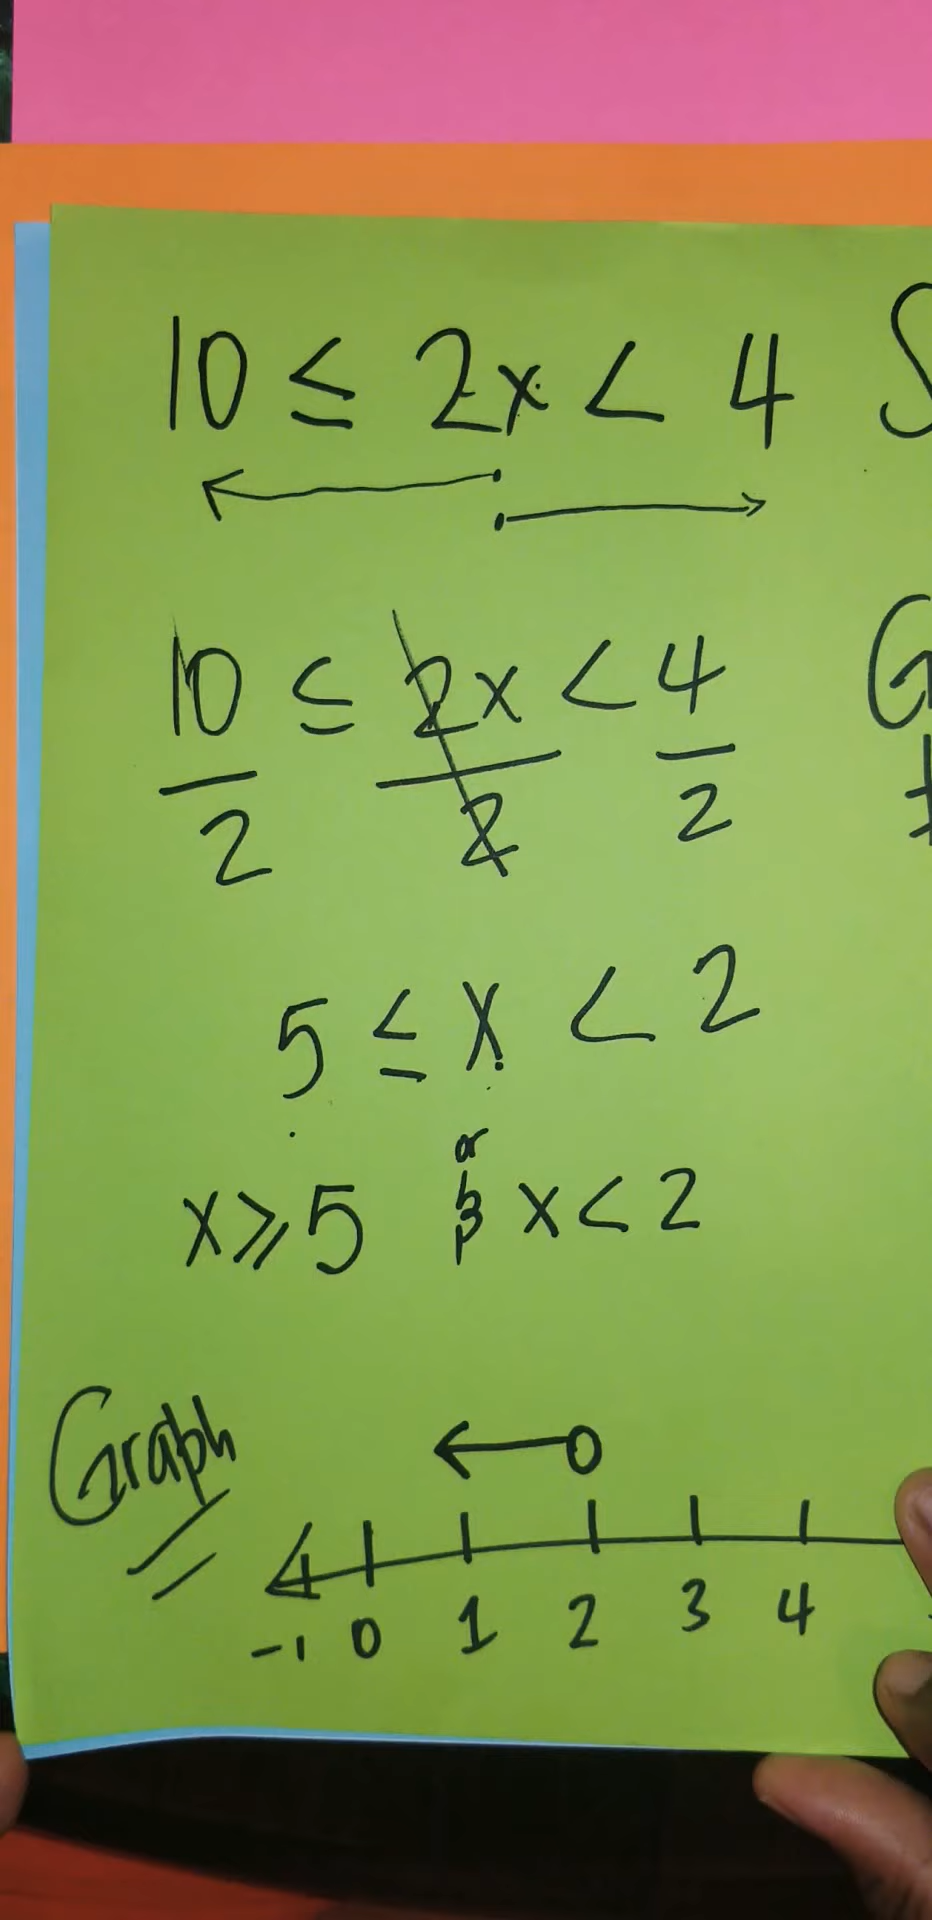 10 ≤ 2x < 4
10 ≤ 2x < 4
2 2 2
5 ≤ x < 2
or
x ≥ 5 x < 2
Graph
-1 0 1 2 3 4